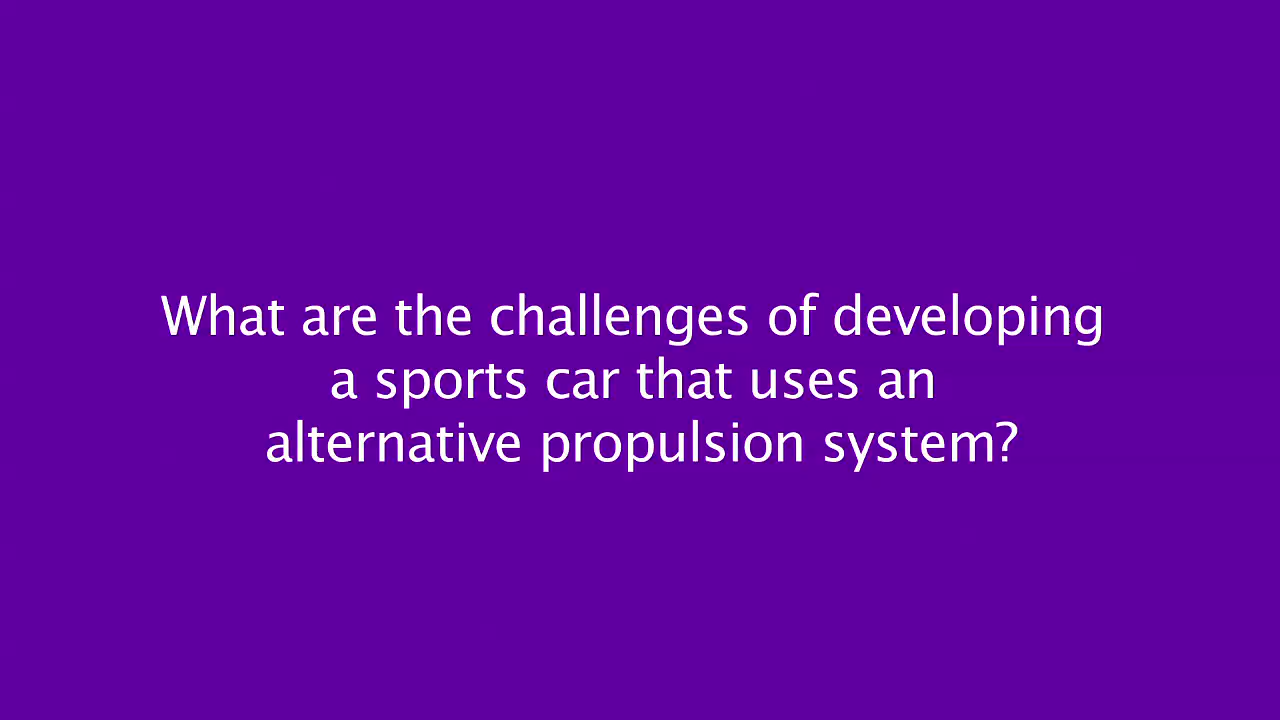 What are the challenges of developing
a sports car that uses an
alternative propulsion system?